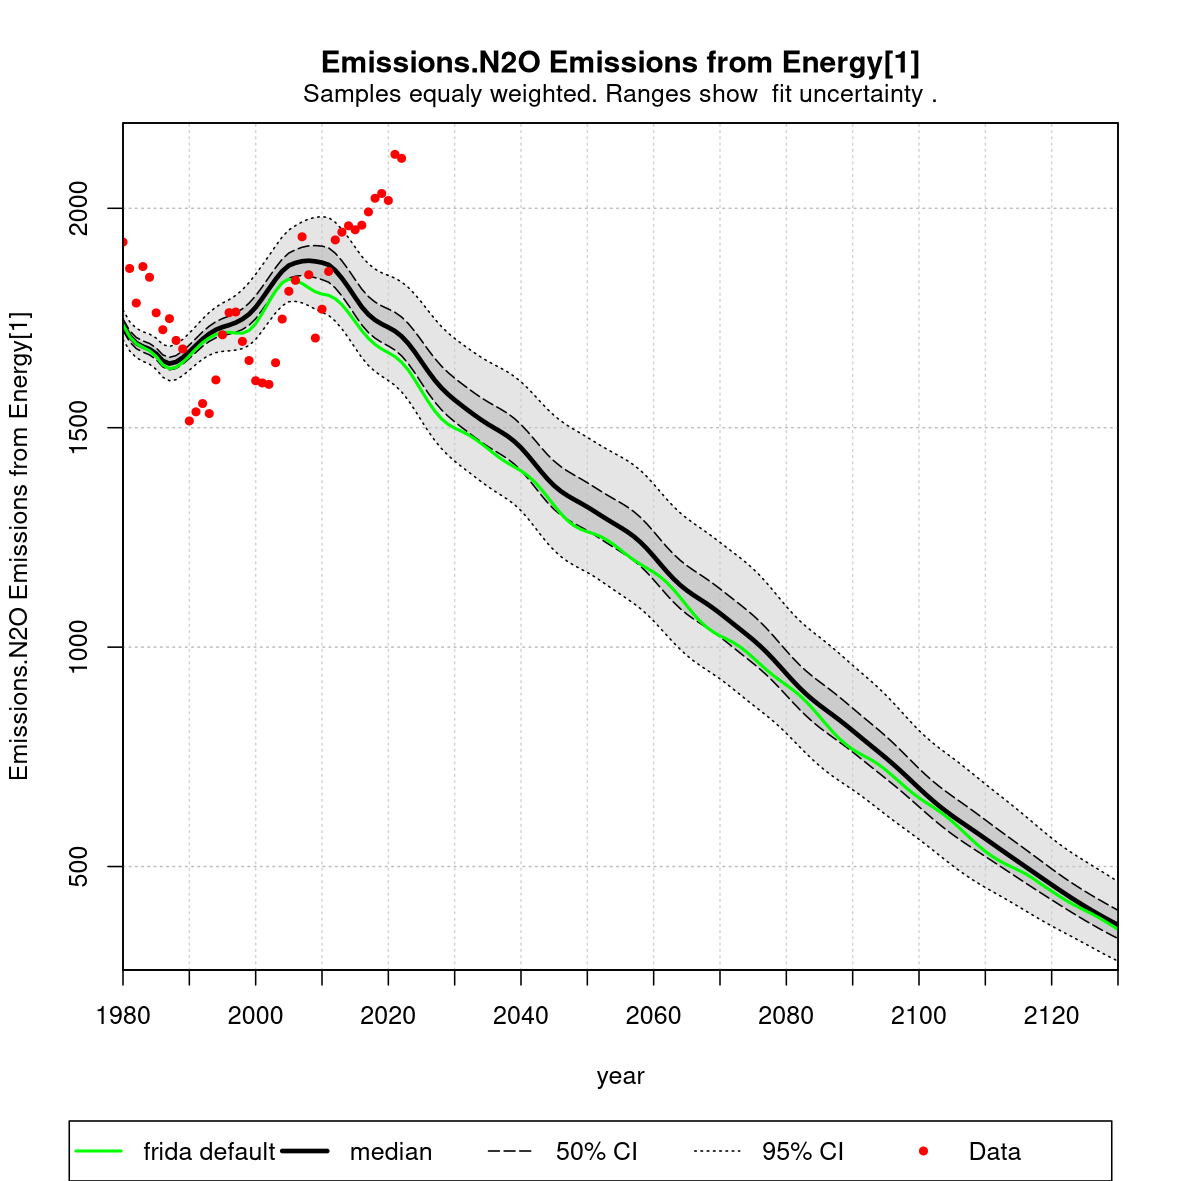 Emissions.N2O Emissions from Energy[1]
Samples equaly weighted. Ranges show  fit uncertainty .
Emissions.N2O Emissions from Energy[1]
2000
1500
1000
500
1980 2000 2020 2040 2060 2080 2100 2120
year
frida default median 50% CI 95% CI Data